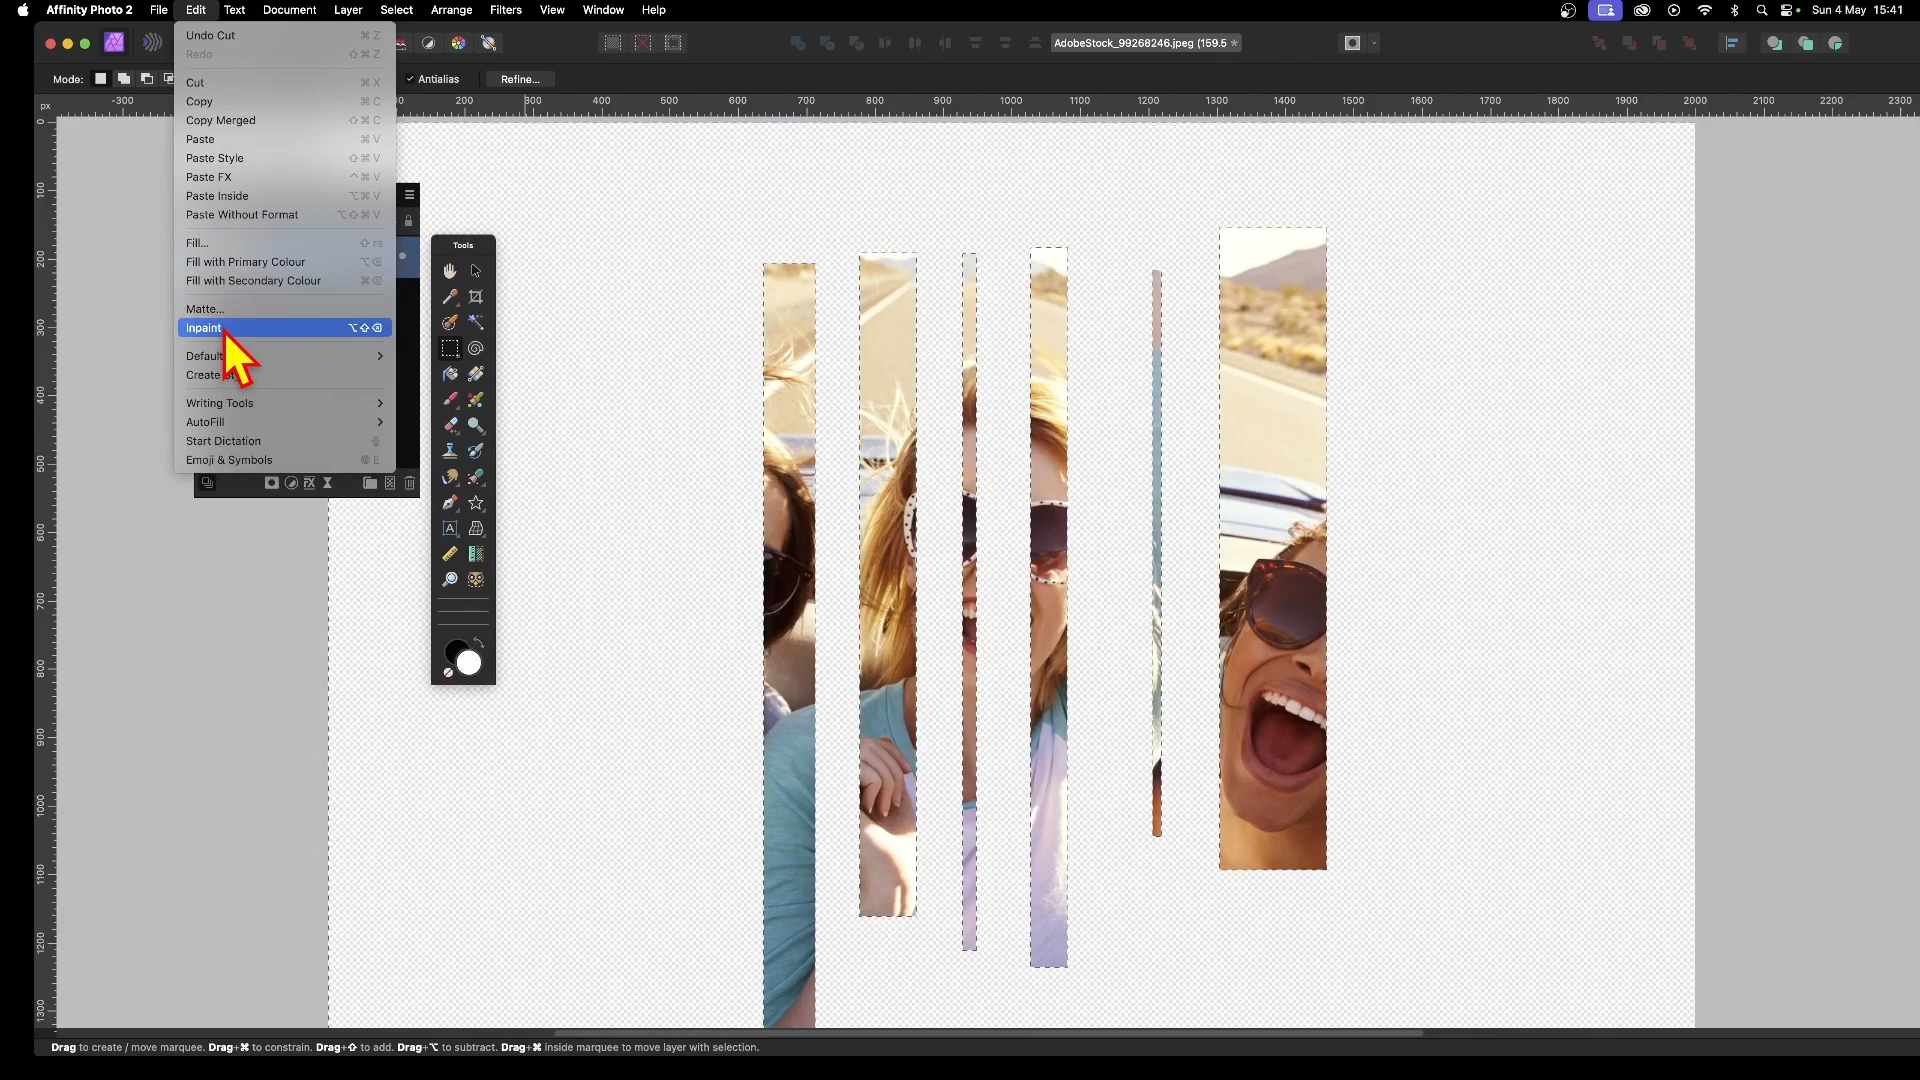 Affinity Photo 2 File Edit Text Document Layer Select Arrange Filters View Window Help Sun 4 May 15:41
AdobeStock_99268246.jpeg (159.5 *
Mode: Antialias Refine...
px -300 200 300 400 500 600 700 800 900 1000 1100 1200 1300 1400 1500 1600 1700 1800 1900 2000 2100 2200 2300
0
100
200
300
400
500
600
700
800
900
1000
1100
1200
1300
Undo Cut ⌘ Z
Redo ⇧ ⌘ Z
Cut ⌘ X
Copy ⌘ C
Copy Merged ⇧ ⌘ C
Paste ⌘ V
Paste Style ⇧ ⌘ V
Paste FX ^ ⌘ V
Paste Inside ⌥ ⌘ V
Paste Without Format ⌥ ⇧ ⌘ V
Fill... ⇧ F5
Fill with Primary Colour ⌥ ⌫
Fill with Secondary Colour ⌘ ⌫
Matte...
Inpaint ⌥ ⇧ ⌫
Default
Create
Writing Tools
AutoFill
Start Dictation
Emoji & Symbols E
Tools
Drag to create / move marquee. Drag+⌘ to constrain. Drag+⇧ to add. Drag+⌥ to subtract. Drag+⌘ inside marquee to move layer with selection.